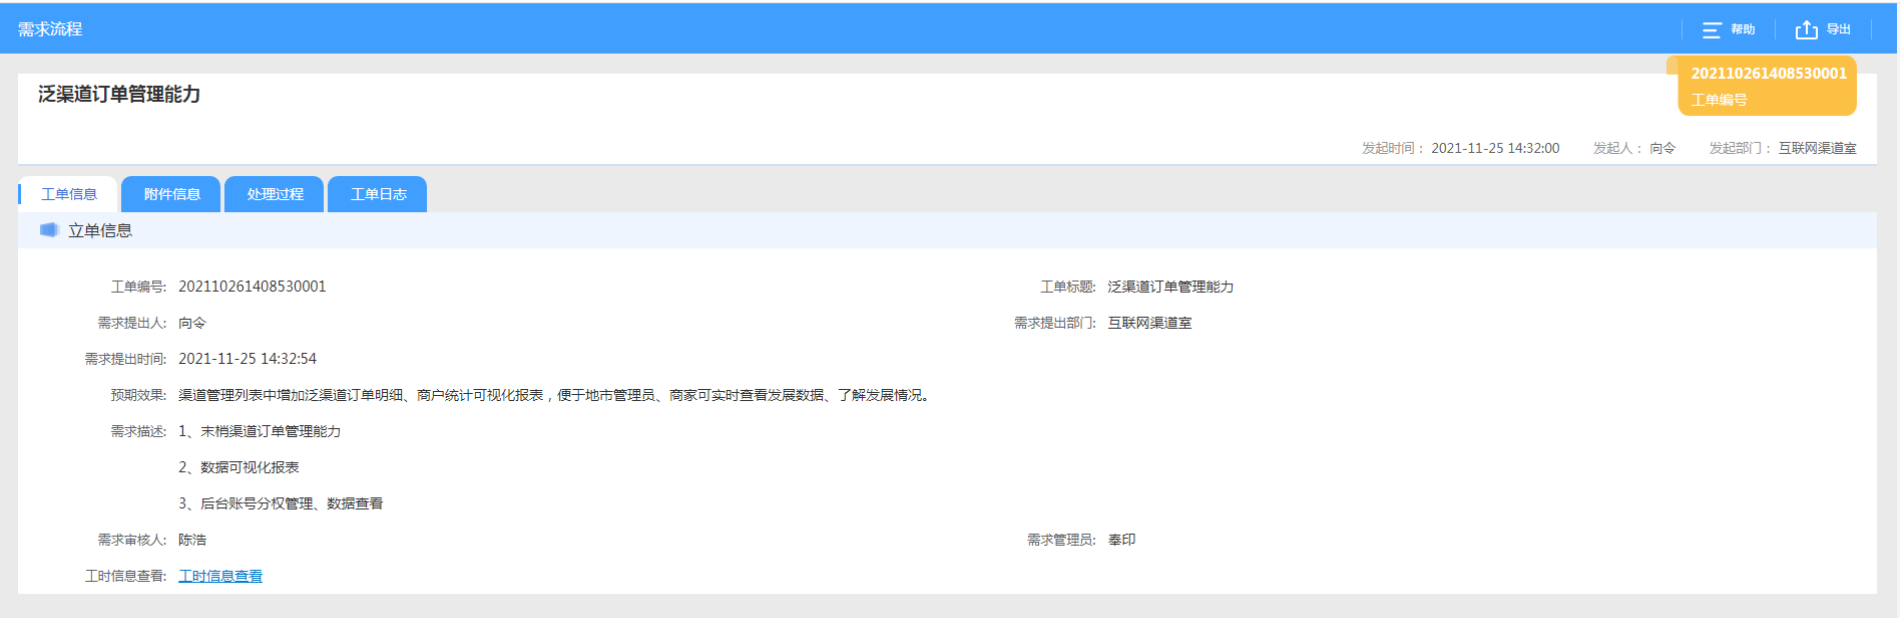 需求流程
帮助
导出
泛渠道订单管理能力
202110261408530001
工单编号
发起时间： 2021-11-25 14:32:00 发起人： 向令 发起部门： 互联网渠道室
工单信息 附件信息 处理过程 工单日志
立单信息
工单编号: 202110261408530001 工单标题: 泛渠道订单管理能力
需求提出人: 向令 需求提出部门: 互联网渠道室
需求提出时间: 2021-11-25 14:32:54
预期效果: 渠道管理列表中增加泛渠道订单明细、商户统计可视化报表，便于地市管理员、商家可实时查看发展数据、了解发展情况。
需求描述: 1、末梢渠道订单管理能力
2、数据可视化报表
3、后台账号分权管理、数据查看
需求审核人: 陈浩 需求管理员: 奉印
工时信息查看: 工时信息查看